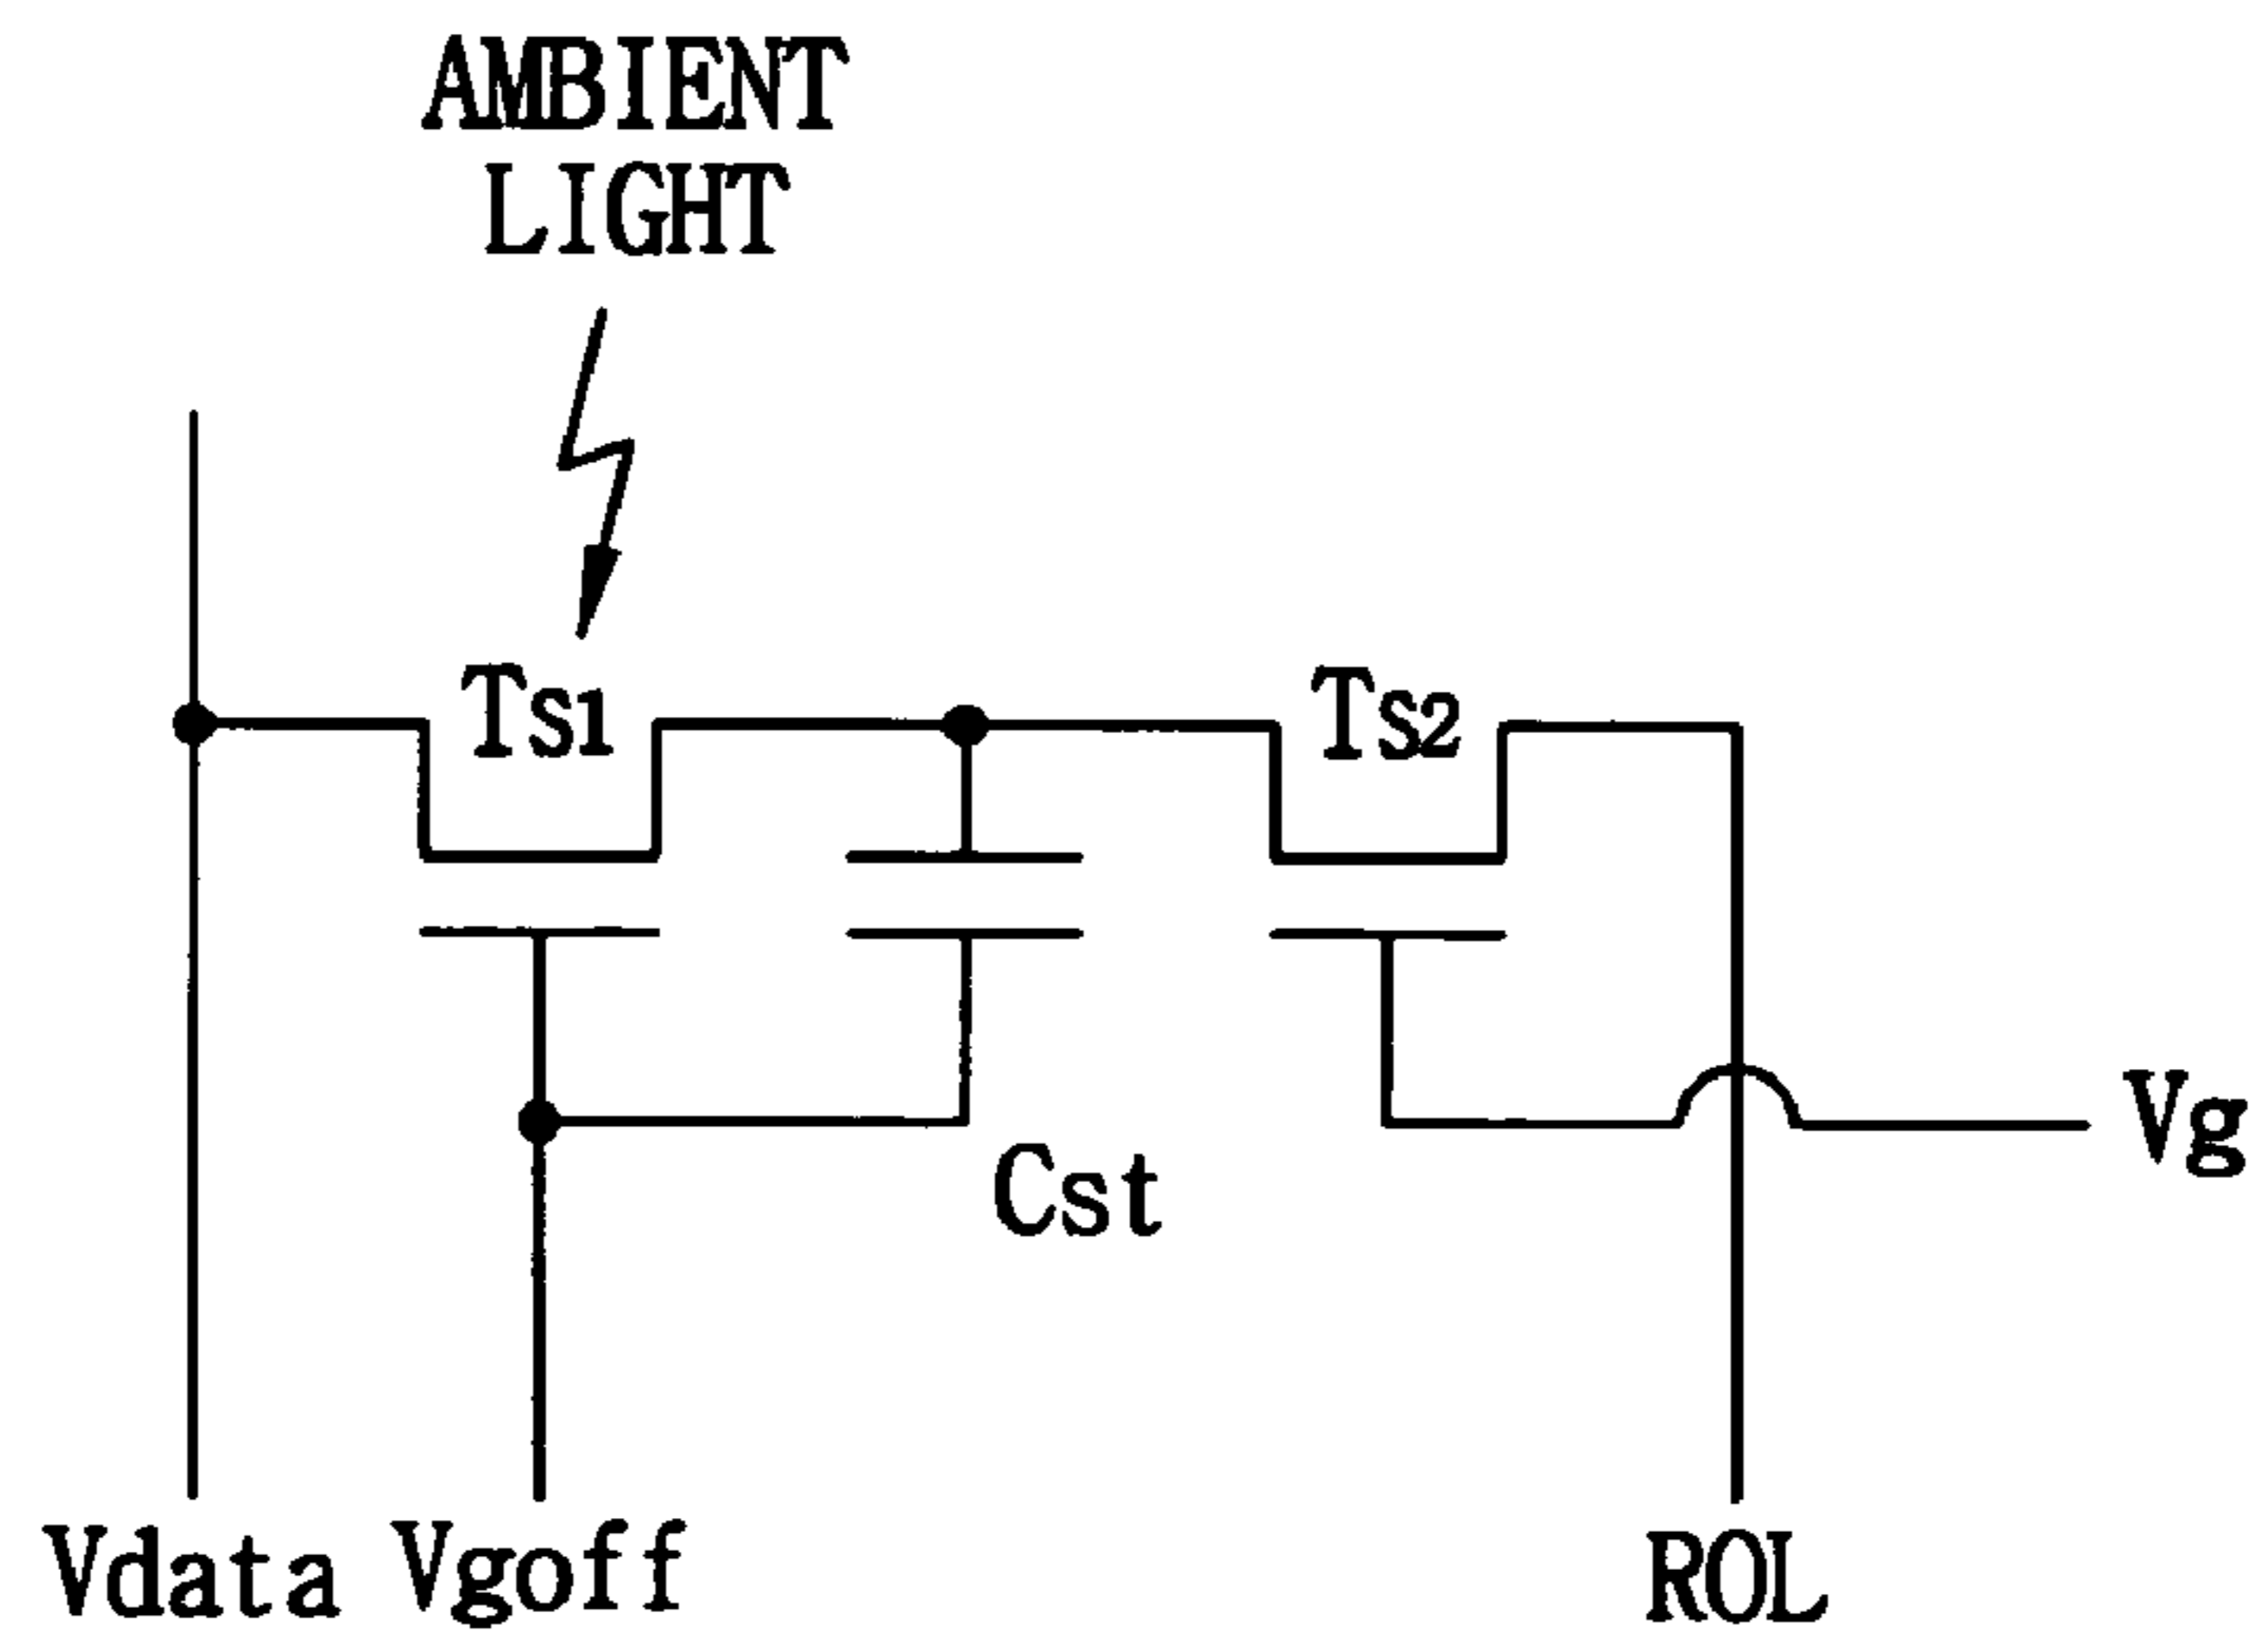 AMBIENT
LIGHT
Ts1
Ts2
Vg
Cst
Vdata Vgoff
ROL